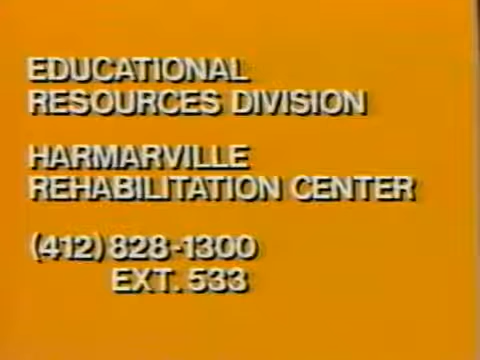 EDUCATIONAL
RESOURCES DIVISION
HARMARVILLE
REHABILITATION CENTER
(412) 828-1300
EXT. 533